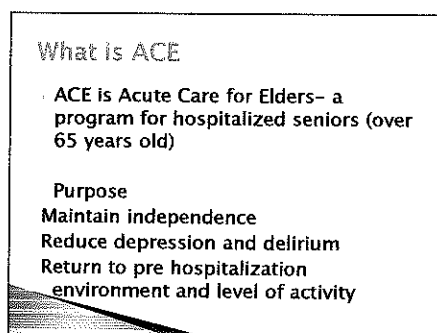 What is ACE
ACE is Acute Care for Elders- a
program for hospitalized seniors (over
65 years old)
Purpose
Maintain independence
Reduce depression and delirium
Return to pre hospitalization
environment and level of activity